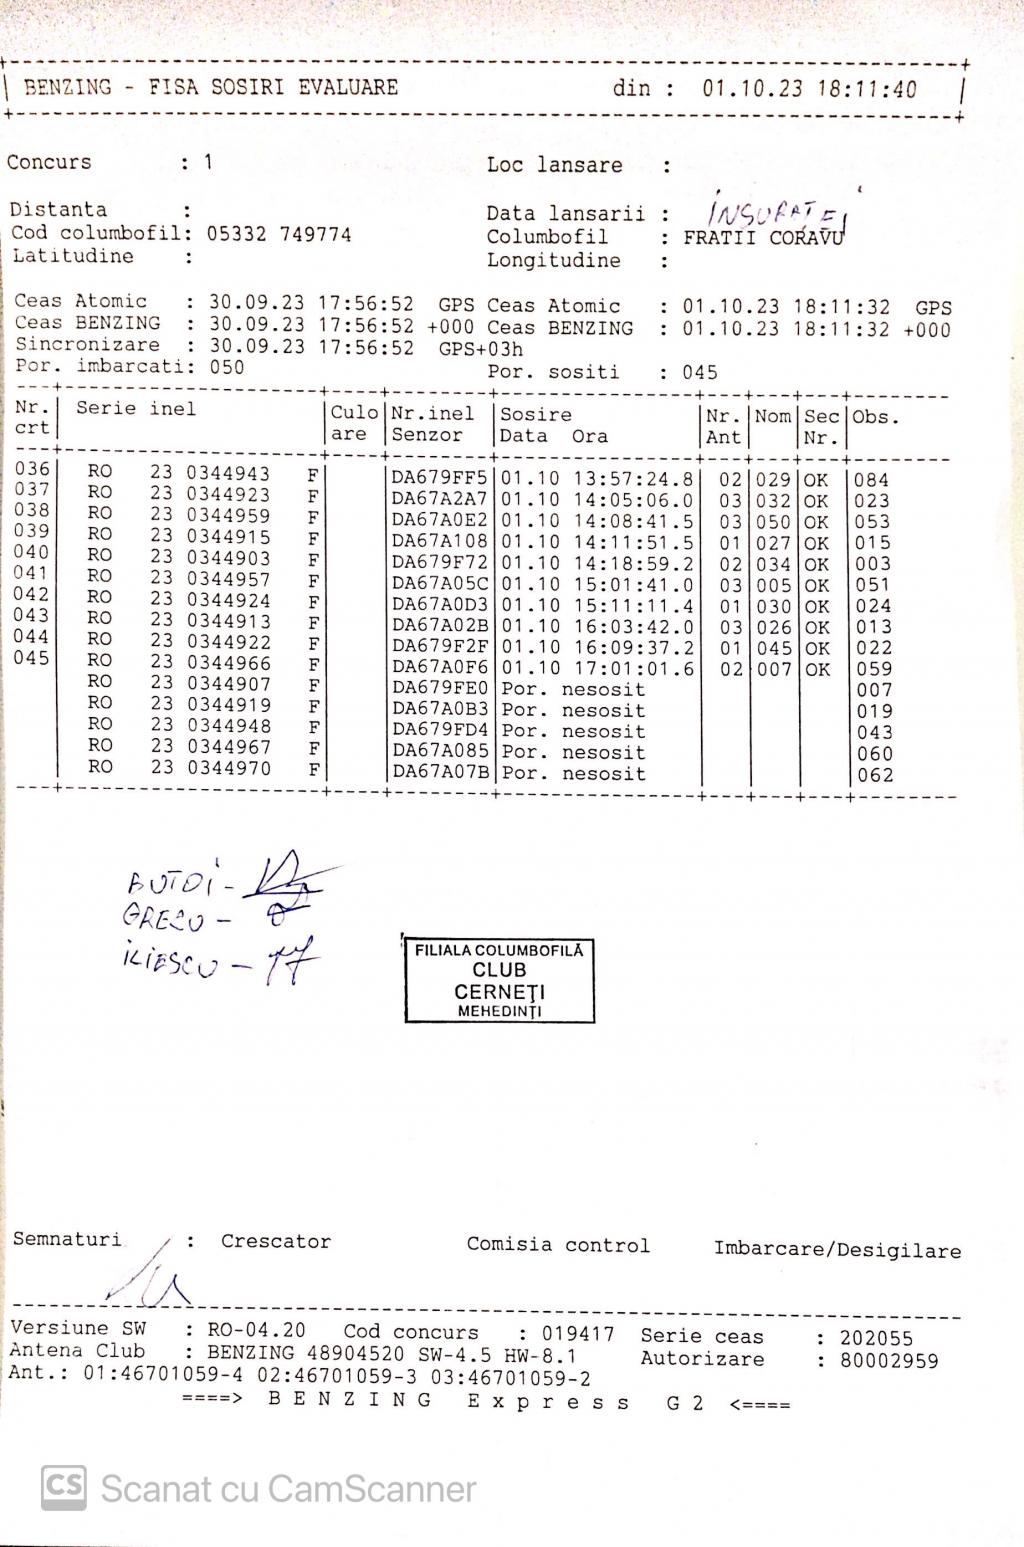 BENZING - FISA SOSIRI EVALUARE din : 01.10.23 18:11:40
Concurs : 1 Loc lansare :
INSURATEI
Distanta : Data lansarii :
Cod columbofil: 05332 749774 Columbofil : FRATII CORAVU
Latitudine : Longitudine :
Ceas Atomic : 30.09.23 17:56:52 GPS Ceas Atomic : 01.10.23 18:11:32 GPS
Ceas BENZING : 30.09.23 17:56:52 +000 Ceas BENZING : 01.10.23 18:11:32 +000
Sincronizare : 30.09.23 17:56:52 GPS+03h
Por. imbarcati: 050 Por. sositi : 045
Nr. Serie inel Culo Nr.inel Sosire Nr. Nom Sec Obs.
crt are Senzor Data Ora Ant Nr.
036 RO 23 0344943 F DA679FF5 01.10 13:57:24.8 02 029 OK 084
037 RO 23 0344923 F DA67A2A7 01.10 14:05:06.0 03 032 OK 023
038 RO 23 0344959 F DA67A0E2 01.10 14:08:41.5 03 050 OK 053
039 RO 23 0344915 F DA67A108 01.10 14:11:51.5 01 027 OK 015
040 RO 23 0344903 F DA679F72 01.10 14:18:59.2 02 034 OK 003
041 RO 23 0344957 F DA67A05C 01.10 15:01:41.0 03 005 OK 051
042 RO 23 0344924 F DA67A0D3 01.10 15:11:11.4 01 030 OK 024
043 RO 23 0344913 F DA67A02B 01.10 16:03:42.0 03 026 OK 013
044 RO 23 0344922 F DA679F2F 01.10 16:09:37.2 01 045 OK 022
045 RO 23 0344966 F DA67A0F6 01.10 17:01:01.6 02 007 OK 059
RO 23 0344907 F DA679FE0 Por. nesosit 007
RO 23 0344919 F DA67A0B3 Por. nesosit 019
RO 23 0344948 F DA679FD4 Por. nesosit 043
RO 23 0344967 F DA67A085 Por. nesosit 060
RO 23 0344970 F DA67A07B Por. nesosit 062
BUTOI -
GRECU -
ILIESCU -
FILIALA COLUMBOFILĂ
CLUB
CERNEȚI
MEHEDINȚI
Semnaturi : Crescator Comisia control Imbarcare/Desigilare
Versiune SW : RO-04.20 Cod concurs : 019417 Serie ceas : 202055
Antena Club : BENZING 48904520 SW-4.5 HW-8.1 Autorizare : 80002959
Ant.: 01:46701059-4 02:46701059-3 03:46701059-2
====> B E N Z I N G E x p r e s s G 2 <====
CS Scanat cu CamScanner